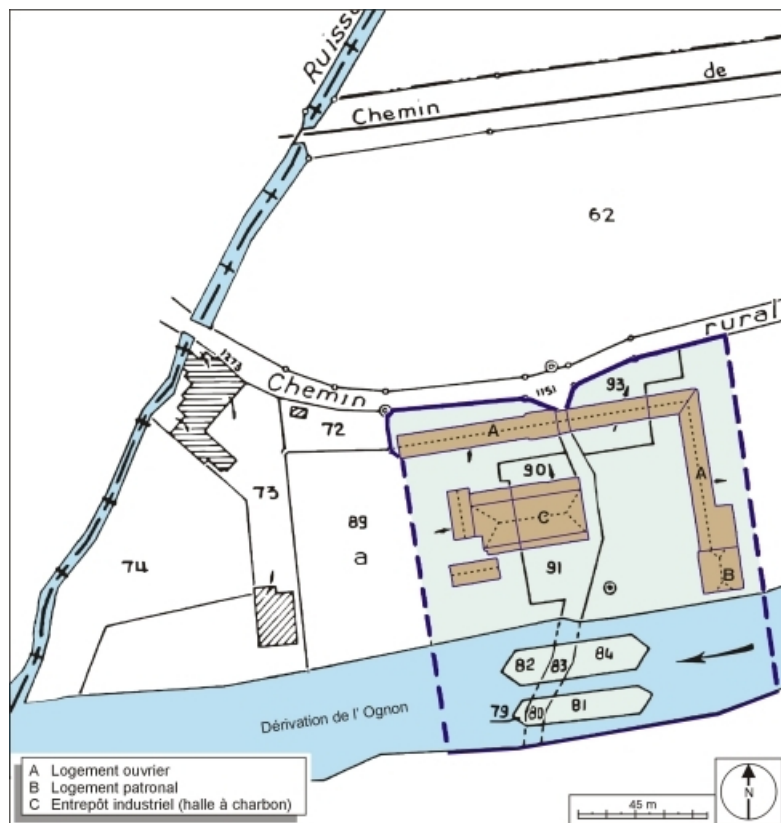 Ruiss
Chemin de
62
1273
Chemin rural
1151
93
72
A
90
73
89
C
A
a
74
91
B
82 83 84
79 80 81
Dérivation de l' Ognon
A Logement ouvrier
B Logement patronal
C Entrepôt industriel (halle à charbon)
45 m
N